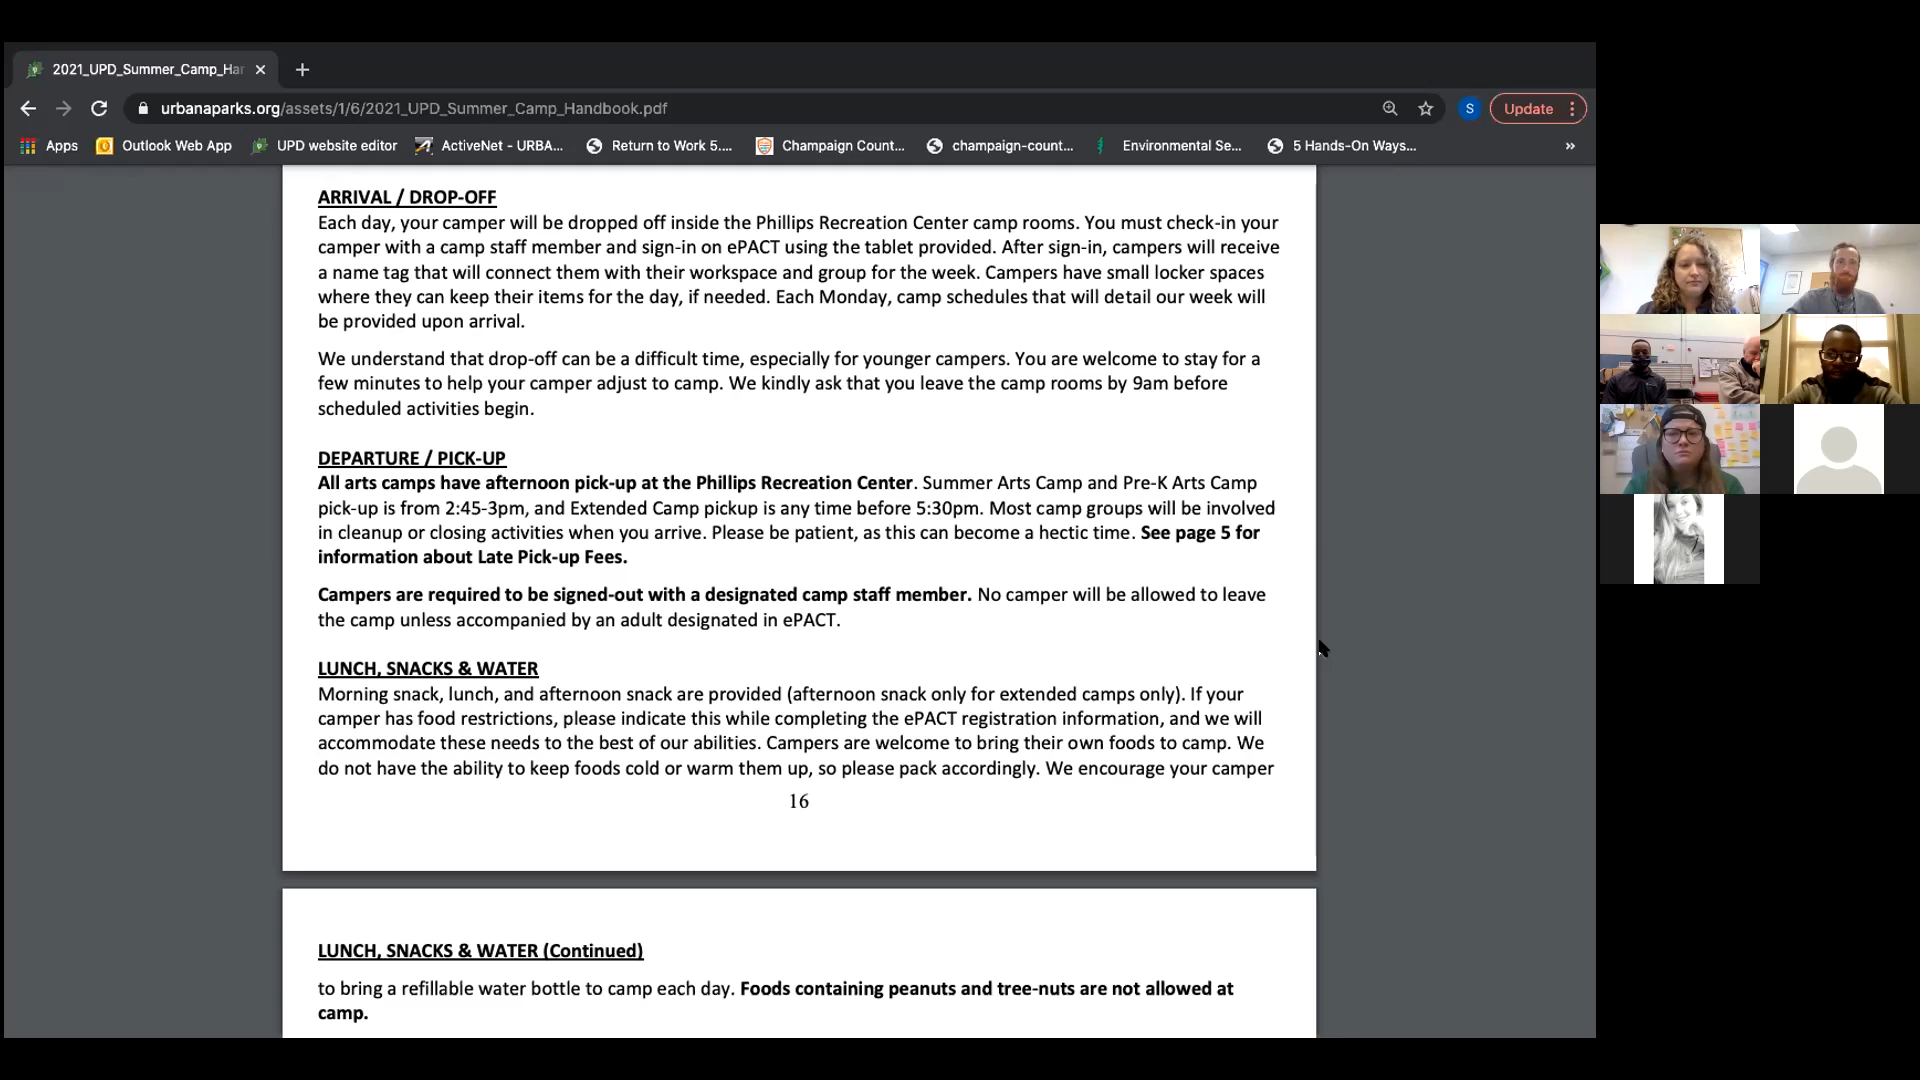 2021_UPD_Summer_Camp_Har
urbanaparks.org/assets/1/6/2021_UPD_Summer_Camp_Handbook.pdf
S
Update
Apps
Outlook Web App
UPD website editor
ActiveNet - URBA...
Return to Work 5....
Champaign Count...
champaign-count...
Environmental Se...
5 Hands-On Ways...
»
ARRIVAL / DROP-OFF
Each day, your camper will be dropped off inside the Phillips Recreation Center camp rooms. You must check-in your
camper with a camp staff member and sign-in on ePACT using the tablet provided. After sign-in, campers will receive
a name tag that will connect them with their workspace and group for the week. Campers have small locker spaces
where they can keep their items for the day, if needed. Each Monday, camp schedules that will detail our week will
be provided upon arrival.
We understand that drop-off can be a difficult time, especially for younger campers. You are welcome to stay for a
few minutes to help your camper adjust to camp. We kindly ask that you leave the camp rooms by 9am before
scheduled activities begin.
DEPARTURE / PICK-UP
All arts camps have afternoon pick-up at the Phillips Recreation Center. Summer Arts Camp and Pre-K Arts Camp
pick-up is from 2:45-3pm, and Extended Camp pickup is any time before 5:30pm. Most camp groups will be involved
in cleanup or closing activities when you arrive. Please be patient, as this can become a hectic time. See page 5 for
information about Late Pick-up Fees.
Campers are required to be signed-out with a designated camp staff member. No camper will be allowed to leave
the camp unless accompanied by an adult designated in ePACT.
LUNCH, SNACKS & WATER
Morning snack, lunch, and afternoon snack are provided (afternoon snack only for extended camps only). If your
camper has food restrictions, please indicate this while completing the ePACT registration information, and we will
accommodate these needs to the best of our abilities. Campers are welcome to bring their own foods to camp. We
do not have the ability to keep foods cold or warm them up, so please pack accordingly. We encourage your camper
16
LUNCH, SNACKS & WATER (Continued)
to bring a refillable water bottle to camp each day. Foods containing peanuts and tree-nuts are not allowed at
camp.